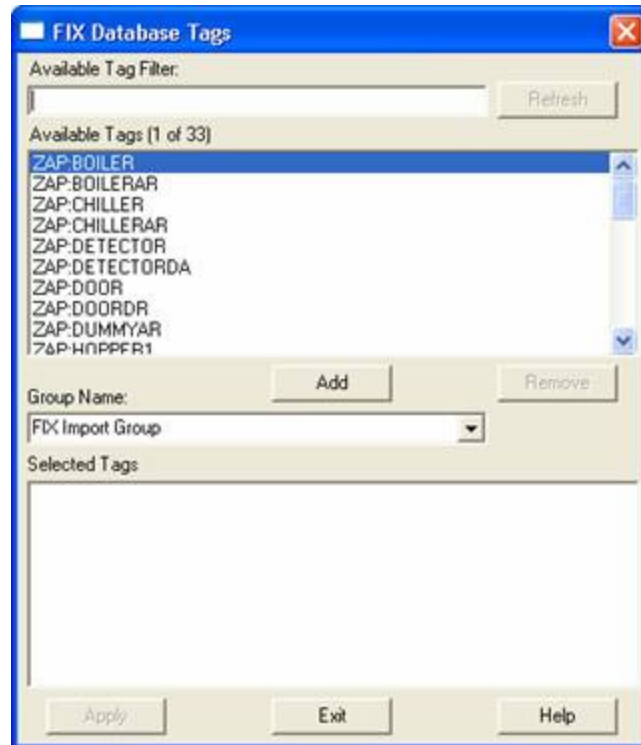 FIX Database Tags
Available Tag Filter:
Refresh
Available Tags (1 of 33)
ZAP:BOILER
ZAP:BOILERAR
ZAP:CHILLER
ZAP:CHILLERAR
ZAP:DETECTOR
ZAP:DETECTORDA
ZAP:DOOR
ZAP:DOORDR
ZAP:DUMMYAR
ZAP:HOPPER1
Add
Remove
Group Name:
FIX Import Group
Selected Tags
Apply
Exit
Help